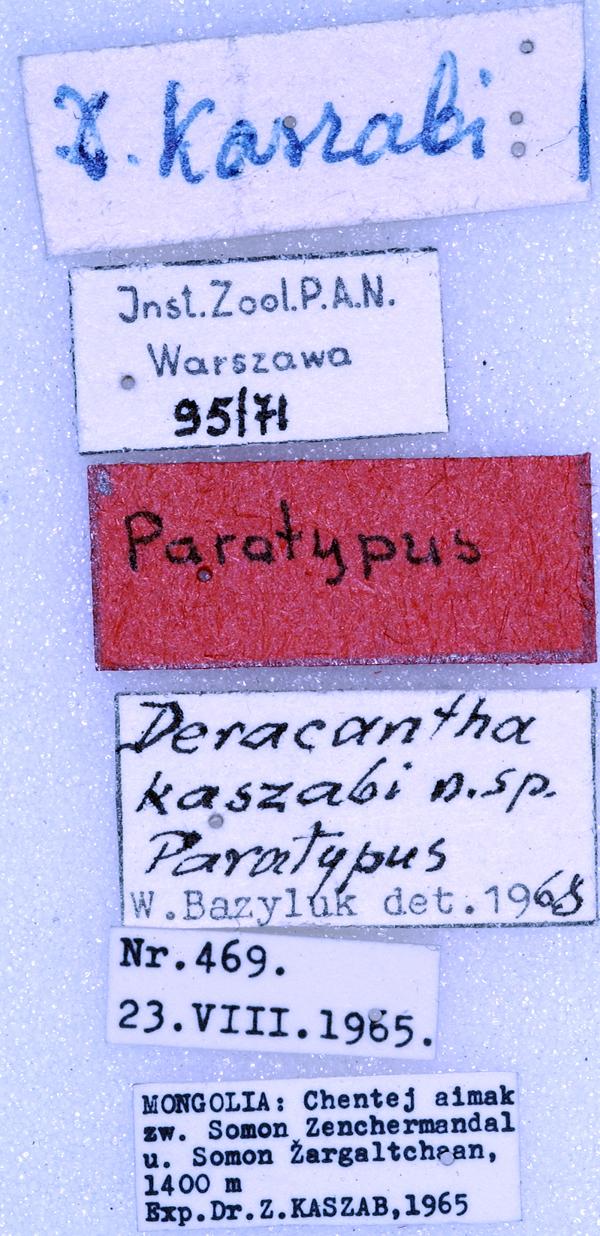 D. Kaszabi
Inst.Zool.P.A.N.
Warszawa
95/71
Paratypus
Deracantha
kaszabi n.sp.
Paratypus
W.Bazyluk det.1968
Nr.469.
23.VIII.1965.
MONGOLIA: Chentej aimak
zw. Somon Zenchermandal
u. Somon Žargaltchaan,
1400 m
Exp.Dr.Z.KASZAB,1965